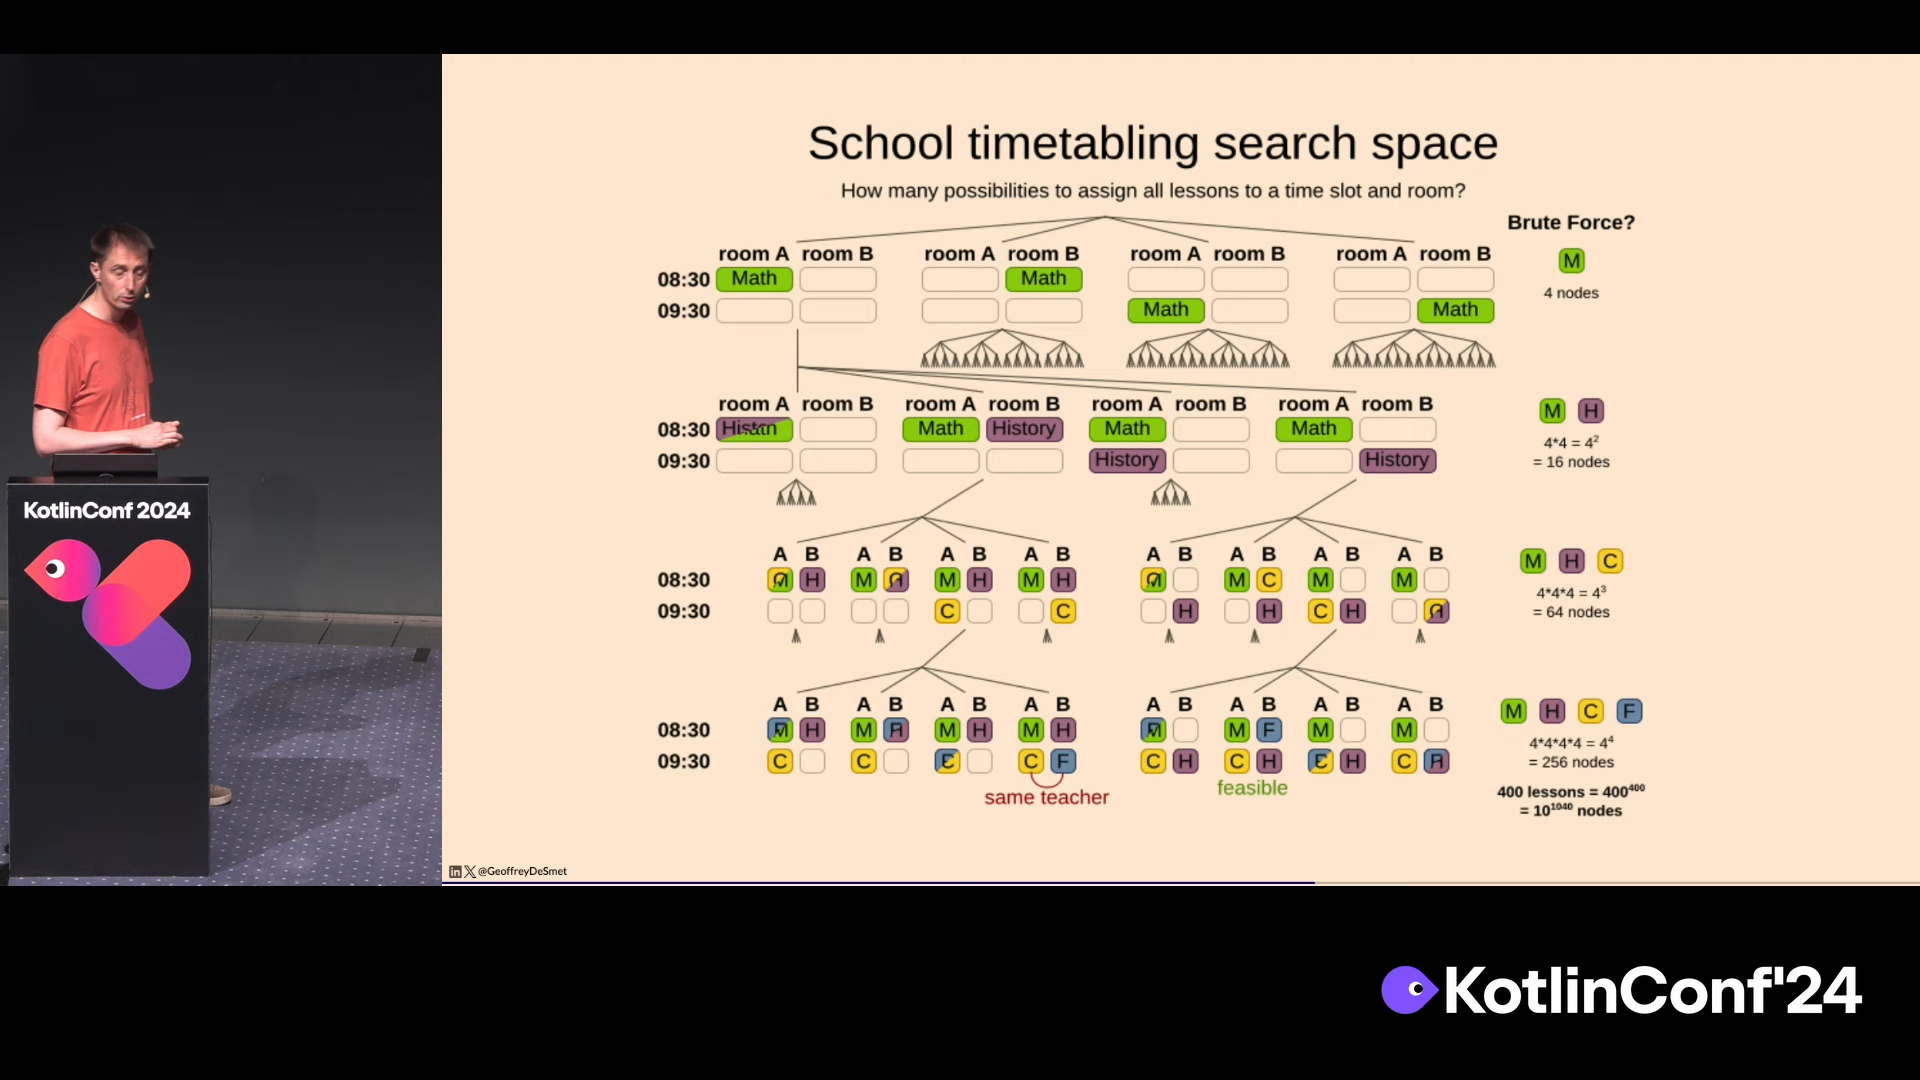 School timetabling search space
How many possibilities to assign all lessons to a time slot and room?
Brute Force?
room A room B room A room B room A room B room A room B
M
08:30 Math Math
4 nodes
09:30 Math Math
room A room B room A room B room A room B room A room B
M H
08:30 Math History Math Math
4*4 = 4²
09:30 History History
= 16 nodes
A B A B A B A B A B A B A B A B
M H C
08:30 M H M M H M H M C M M
4*4*4 = 4³
09:30 C C H H C H
= 64 nodes
A B A B A B A B A B A B A B A B
M H C F
08:30 M H M M H M H M M F M M
4*4*4*4 = 4⁴
09:30 C C C F C H C H H C
= 256 nodes
feasible
same teacher
400 lessons = 400⁴⁰⁰
= 10¹⁰⁴⁰ nodes
@GeoffreyDeSmet
KotlinConf 2024
KotlinConf'24